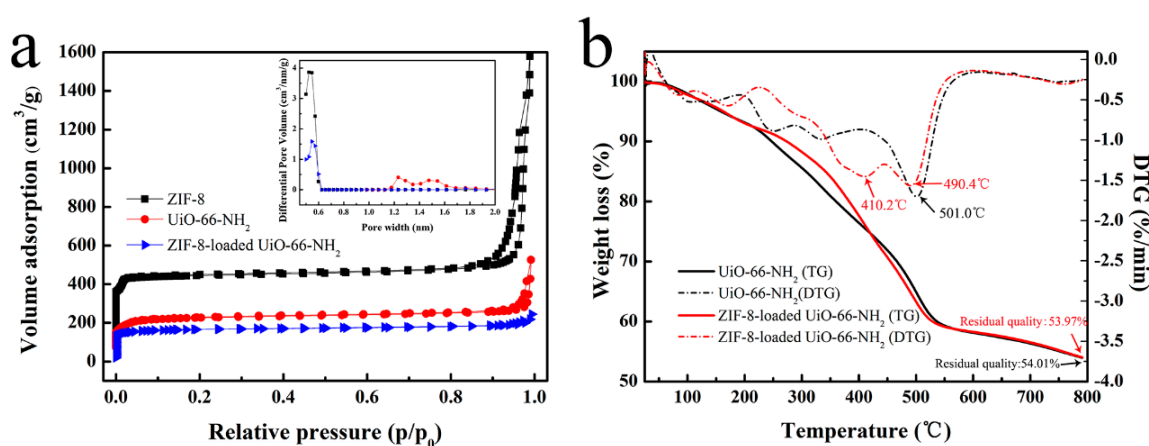 a
1600
1400
1200
1000
800
600
400
200
0
Volume adsorption (cm³/g)
0.0 0.2 0.4 0.6 0.8 1.0
Relative pressure (p/p₀)
ZIF-8
UiO-66-NH₂
ZIF-8-loaded UiO-66-NH₂
Differential Pore Volume (cm³/nm/g)
4
3
2
1
0
0.6 0.8 1.0 1.2 1.4 1.6 1.8 2.0
Pore width (nm)
b
100
90
80
70
60
50
Weight loss (%)
100 200 300 400 500 600 700 800
Temperature (℃)
0.0
-0.5
-1.0
-1.5
-2.0
-2.5
-3.0
-3.5
-4.0
DTG (%/min)
490.4℃
410.2℃
501.0℃
UiO-66-NH₂ (TG)
UiO-66-NH₂(DTG)
ZIF-8-loaded UiO-66-NH₂ (TG)
ZIF-8-loaded UiO-66-NH₂ (DTG)
Residual quality:53.97%
Residual quality:54.01%